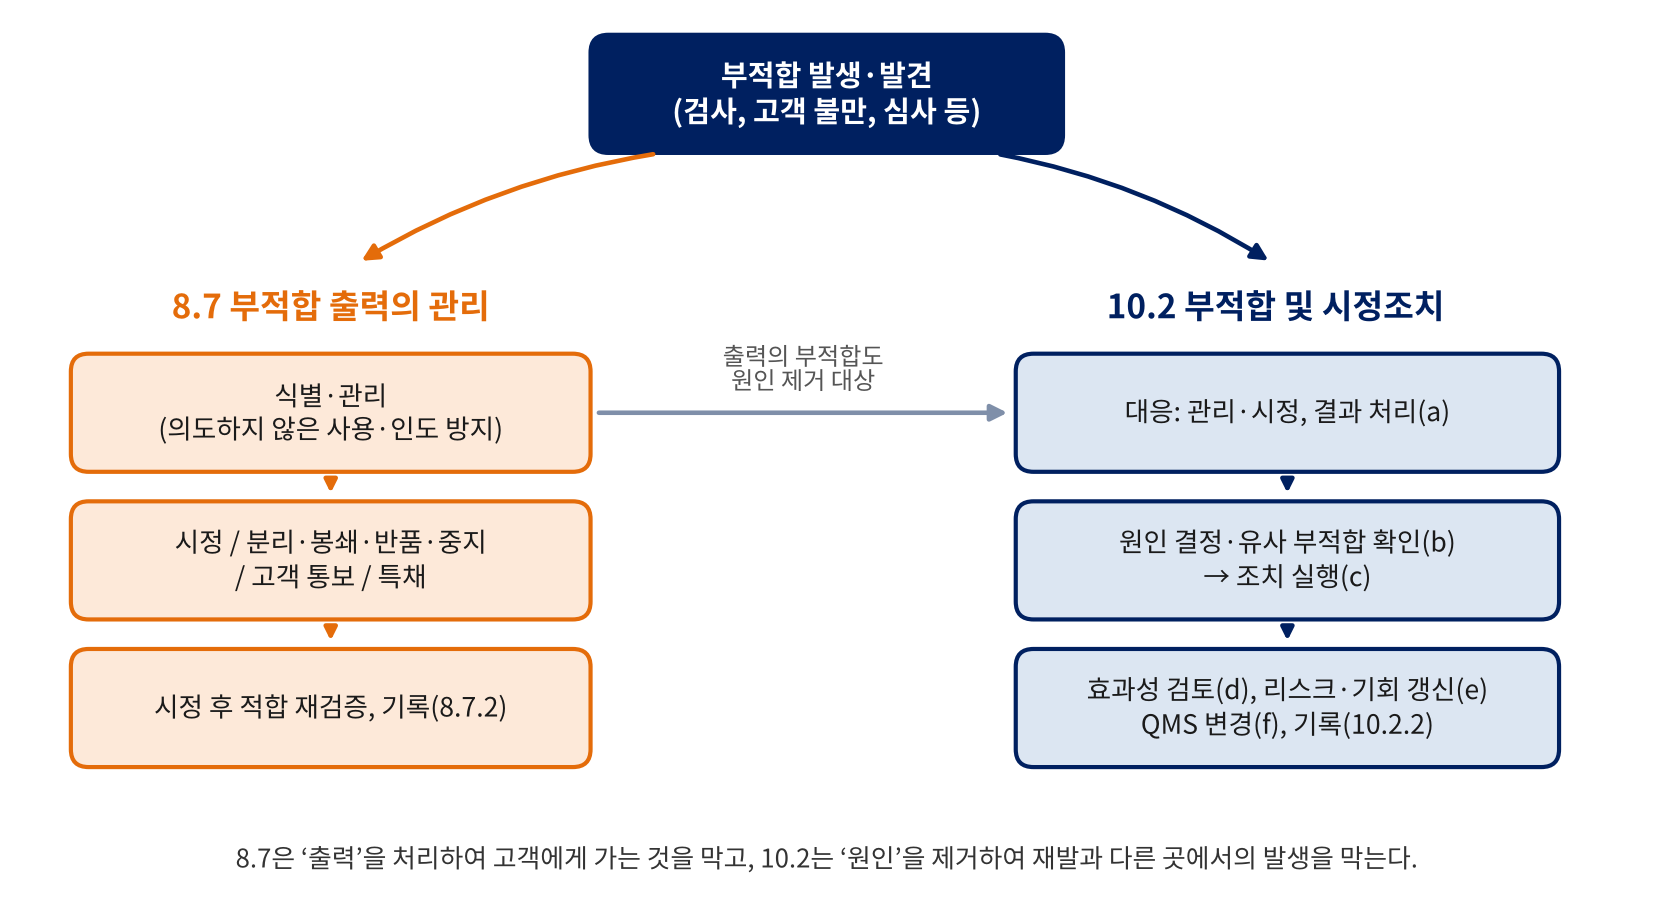 부적합 발생·발견
(검사, 고객 불만, 심사 등)
8.7 부적합 출력의 관리
식별·관리
(의도하지 않은 사용·인도 방지)
시정 / 분리·봉쇄·반품·중지
/ 고객 통보 / 특채
시정 후 적합 재검증, 기록(8.7.2)
출력의 부적합도
원인 제거 대상
10.2 부적합 및 시정조치
대응: 관리·시정, 결과 처리(a)
원인 결정·유사 부적합 확인(b)
→ 조치 실행(c)
효과성 검토(d), 리스크·기회 갱신(e)
QMS 변경(f), 기록(10.2.2)
8.7은 ‘출력’을 처리하여 고객에게 가는 것을 막고, 10.2는 ‘원인’을 제거하여 재발과 다른 곳에서의 발생을 막는다.